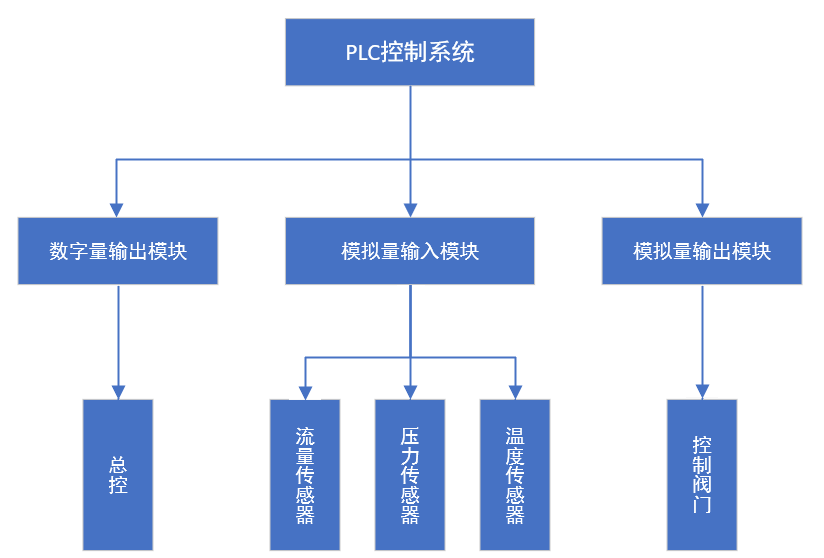 PLC控制系统
数字量输出模块
模拟量输入模块
模拟量输出模块
总控
流量传感器
压力传感器
温度传感器
控制阀门